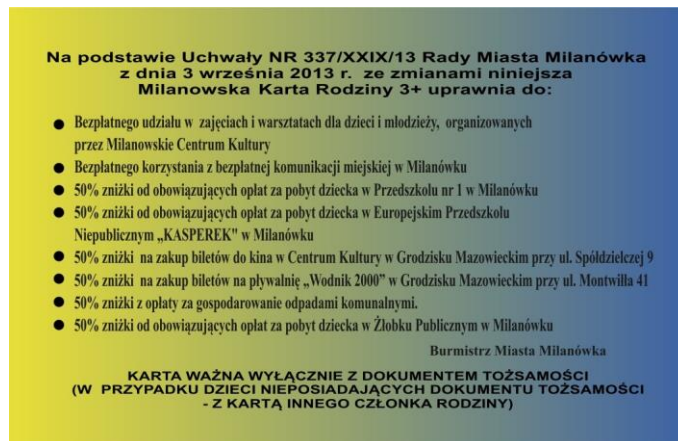 Na podstawie Uchwały NR 337/XXIX/13 Rady Miasta Milanówka
z dnia 3 września 2013 r. ze zmianami niniejsza
Milanowska Karta Rodziny 3+ uprawnia do:
● Bezpłatnego udziału w zajęciach i warsztatach dla dzieci i młodzieży, organizowanych
przez Milanowskie Centrum Kultury
● Bezpłatnego korzystania z bezpłatnej komunikacji miejskiej w Milanówku
● 50% zniżki od obowiązujących opłat za pobyt dziecka w Przedszkolu nr 1 w Milanówku
● 50% zniżki od obowiązujących opłat za pobyt dziecka w Europejskim Przedszkolu
Niepublicznym „KASPEREK" w Milanówku
● 50% zniżki na zakup biletów do kina w Centrum Kultury w Grodzisku Mazowieckim przy ul. Spółdzielczej 9
● 50% zniżki na zakup biletów na pływalnię „Wodnik 2000” w Grodzisku Mazowieckim przy ul. Montwiłła 41
● 50% zniżki z opłaty za gospodarowanie odpadami komunalnymi.
● 50% zniżki od obowiązujących opłat za pobyt dziecka w Żłobku Publicznym w Milanówku
Burmistrz Miasta Milanówka
KARTA WAŻNA WYŁĄCZNIE Z DOKUMENTEM TOŻSAMOŚCI
(W PRZYPADKU DZIECI NIEPOSIADAJĄCYCH DOKUMENTU TOŻSAMOŚCI
- Z KARTĄ INNEGO CZŁONKA RODZINY)